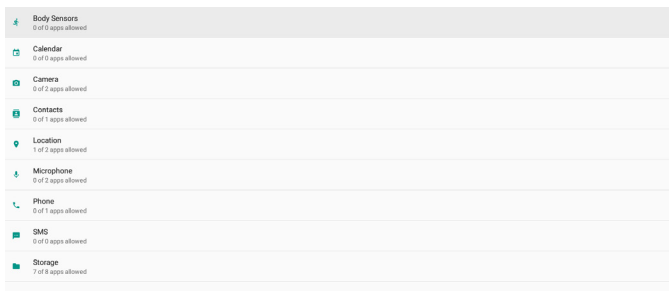 Body Sensors
0 of 0 apps allowed
Calendar
0 of 0 apps allowed
Camera
0 of 2 apps allowed
Contacts
0 of 1 apps allowed
Location
1 of 2 apps allowed
Microphone
0 of 2 apps allowed
Phone
0 of 1 apps allowed
SMS
0 of 0 apps allowed
Storage
7 of 8 apps allowed